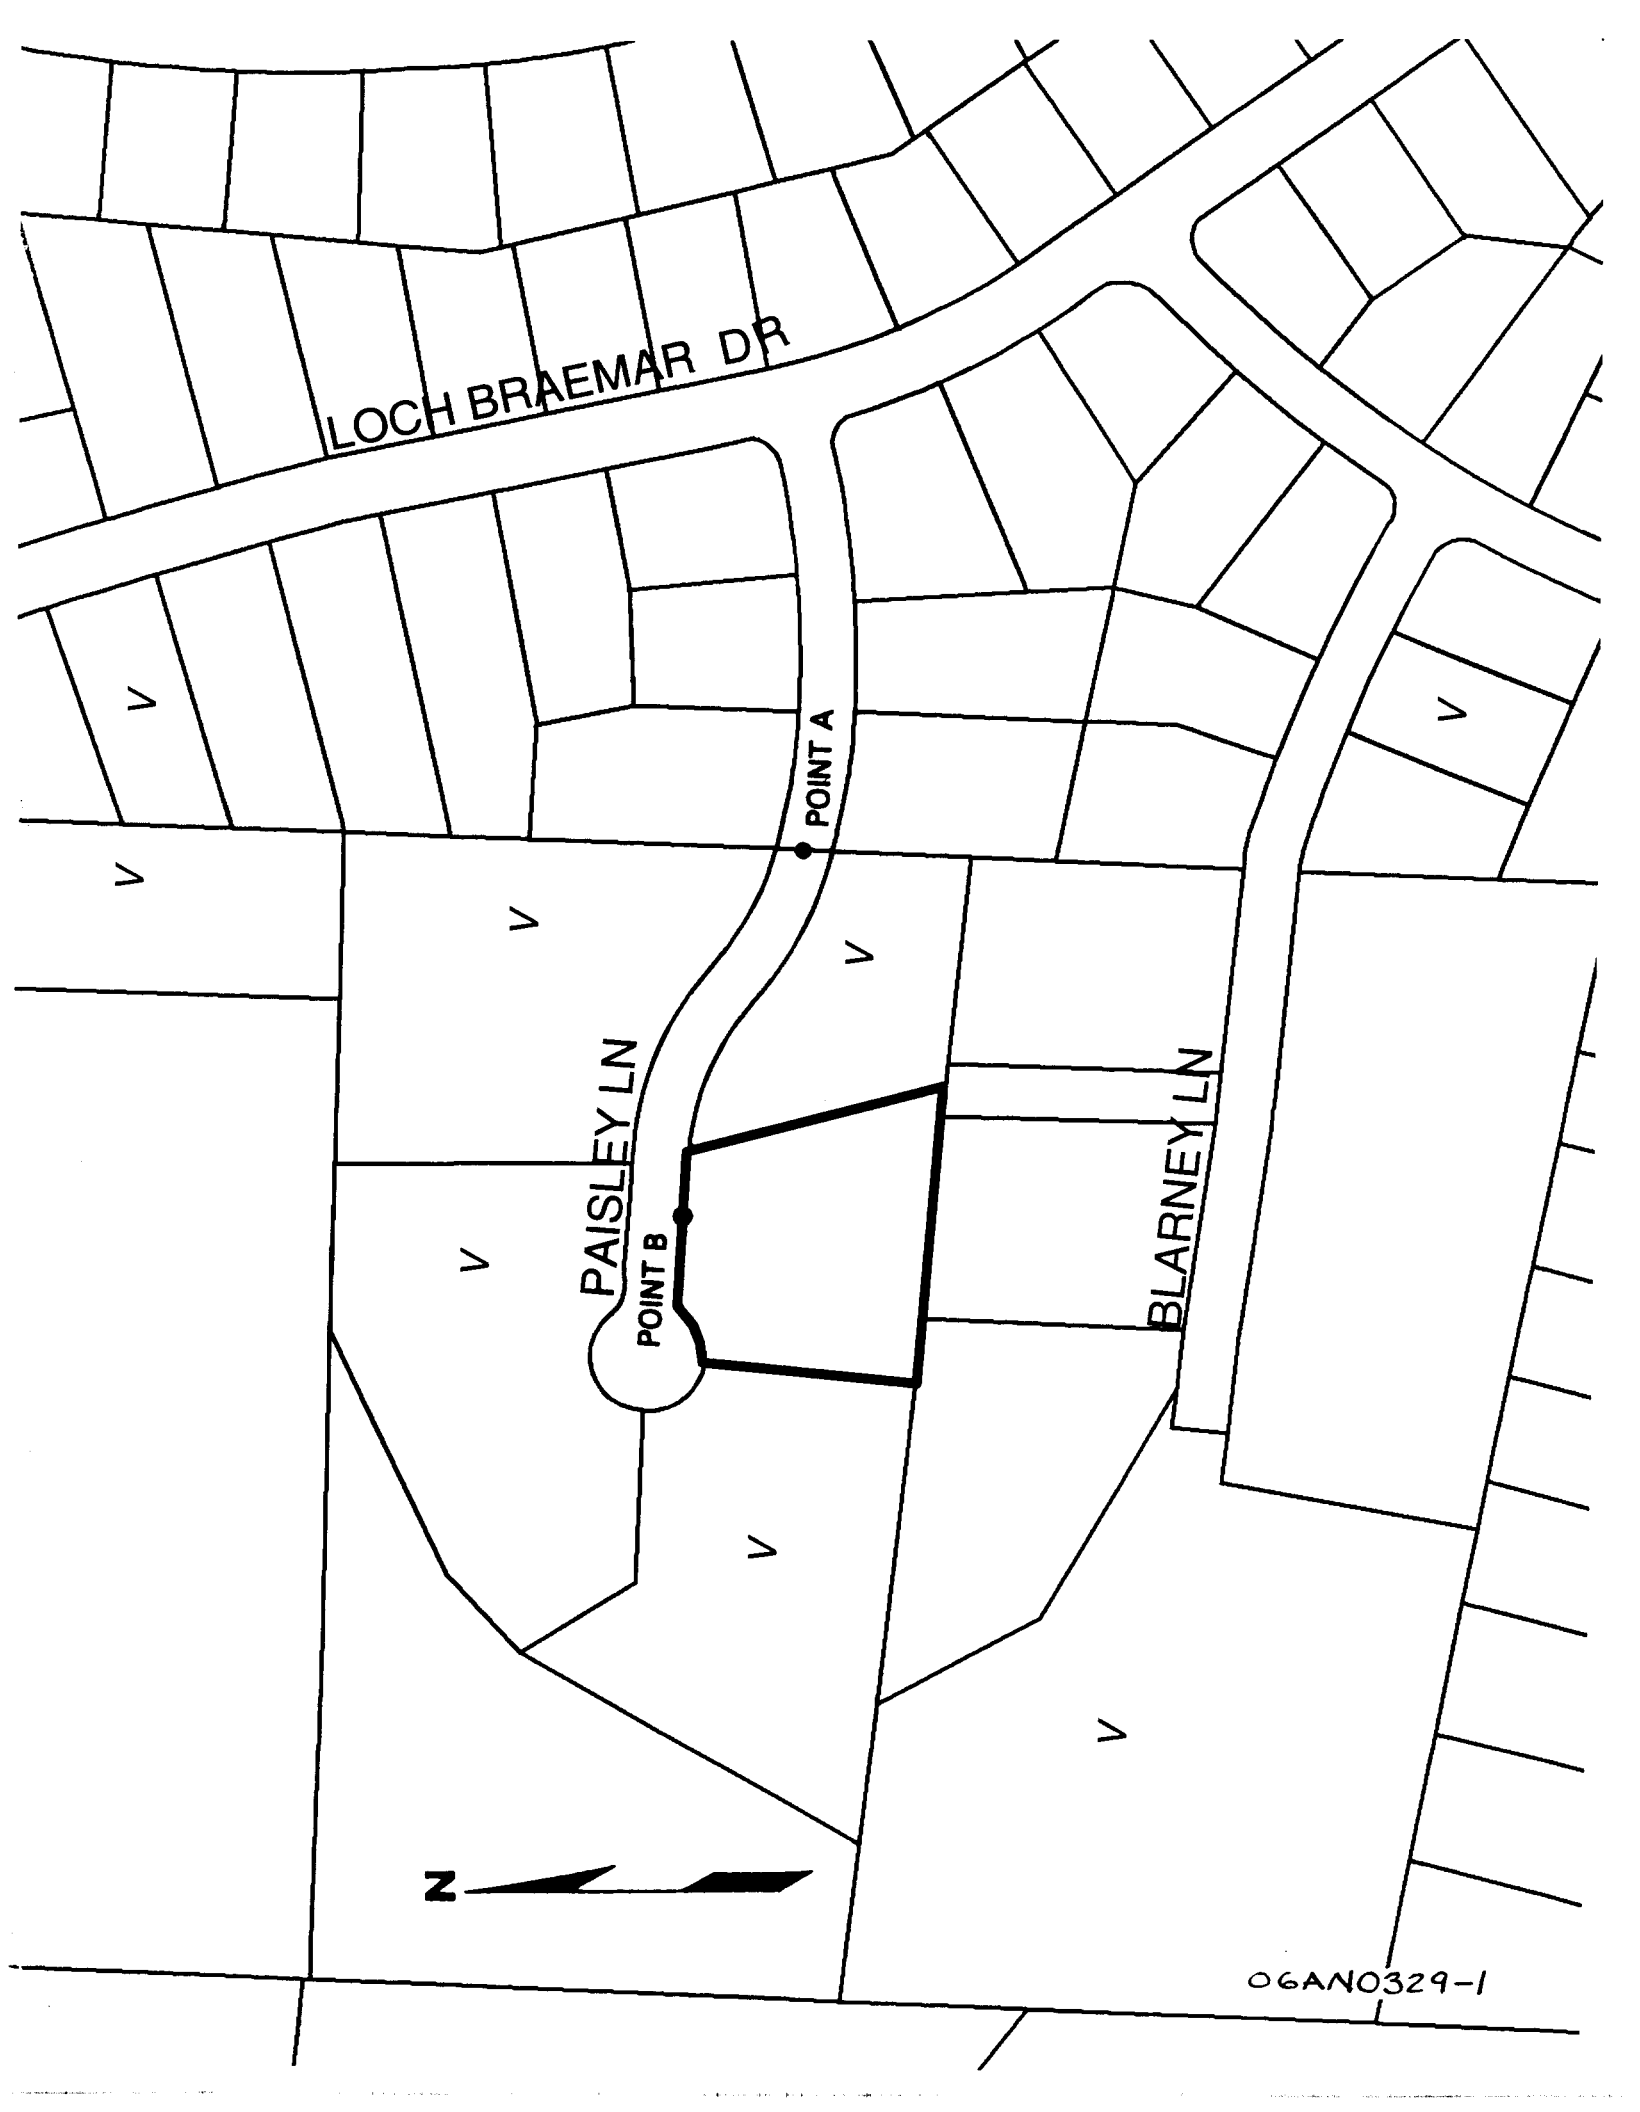 LOCH BRAEMAR DR
V
V
POINT A
V
V
V
PAISLEY LN
BLARNEY LN
V
POINT B
V
V
N
06AN0329-1